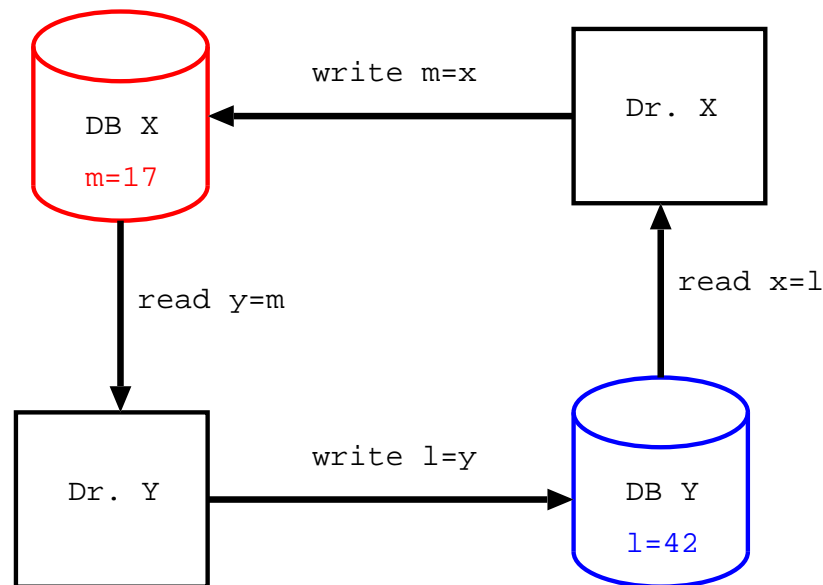 write m=x
Dr. X
DB X
m=17
read y=m
read x=l
write l=y
Dr. Y
DB Y
l=42